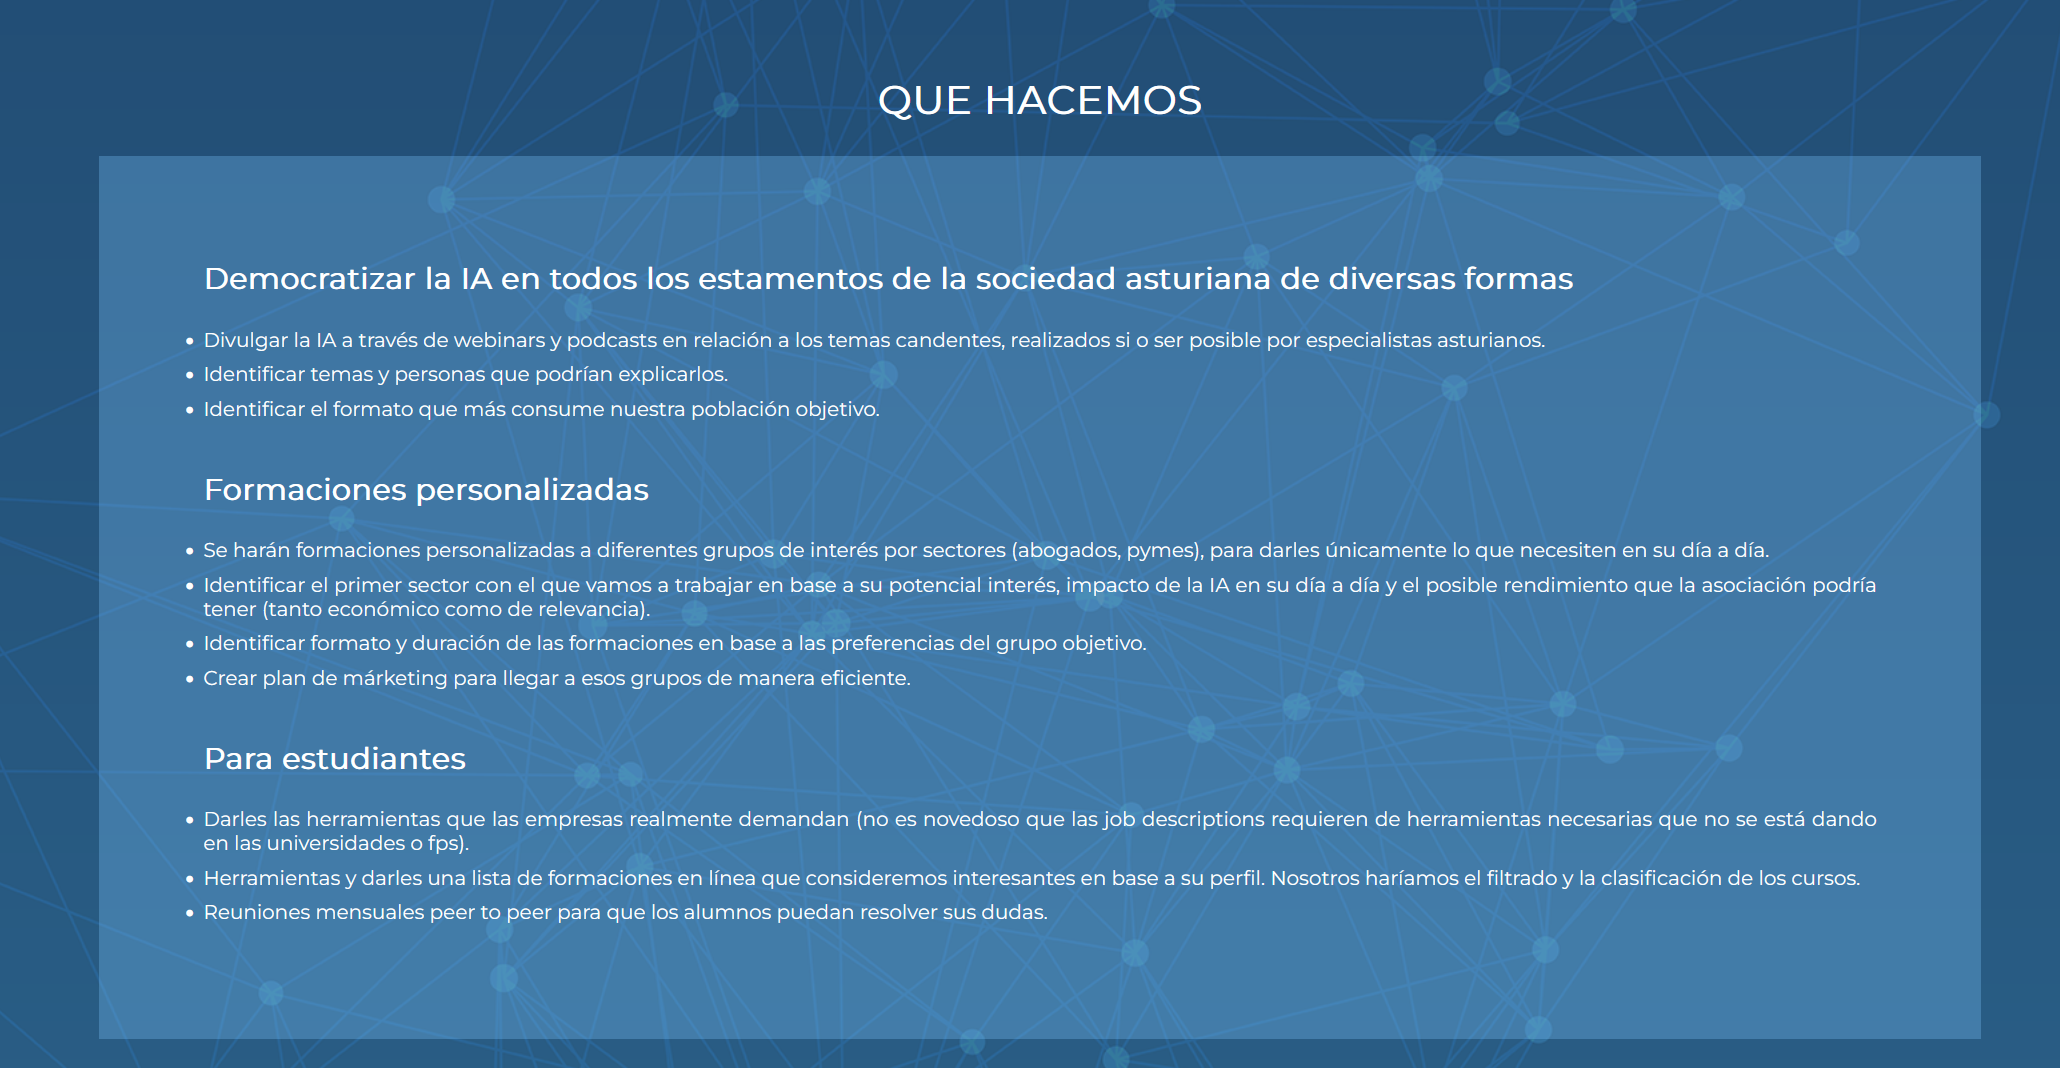 QUE HACEMOS
Democratizar la IA en todos los estamentos de la sociedad asturiana de diversas formas
• Divulgar la IA a través de webinars y podcasts en relación a los temas candentes, realizados si o ser posible por especialistas asturianos.
• Identificar temas y personas que podrían explicarlos.
• Identificar el formato que más consume nuestra población objetivo.
Formaciones personalizadas
• Se harán formaciones personalizadas a diferentes grupos de interés por sectores (abogados, pymes), para darles únicamente lo que necesiten en su día a día.
• Identificar el primer sector con el que vamos a trabajar en base a su potencial interés, impacto de la IA en su día a día y el posible rendimiento que la asociación podría
tener (tanto económico como de relevancia).
• Identificar formato y duración de las formaciones en base a las preferencias del grupo objetivo.
• Crear plan de márketing para llegar a esos grupos de manera eficiente.
Para estudiantes
• Darles las herramientas que las empresas realmente demandan (no es novedoso que las job descriptions requieren de herramientas necesarias que no se está dando
en las universidades o fps).
• Herramientas y darles una lista de formaciones en línea que consideremos interesantes en base a su perfil. Nosotros haríamos el filtrado y la clasificación de los cursos.
• Reuniones mensuales peer to peer para que los alumnos puedan resolver sus dudas.